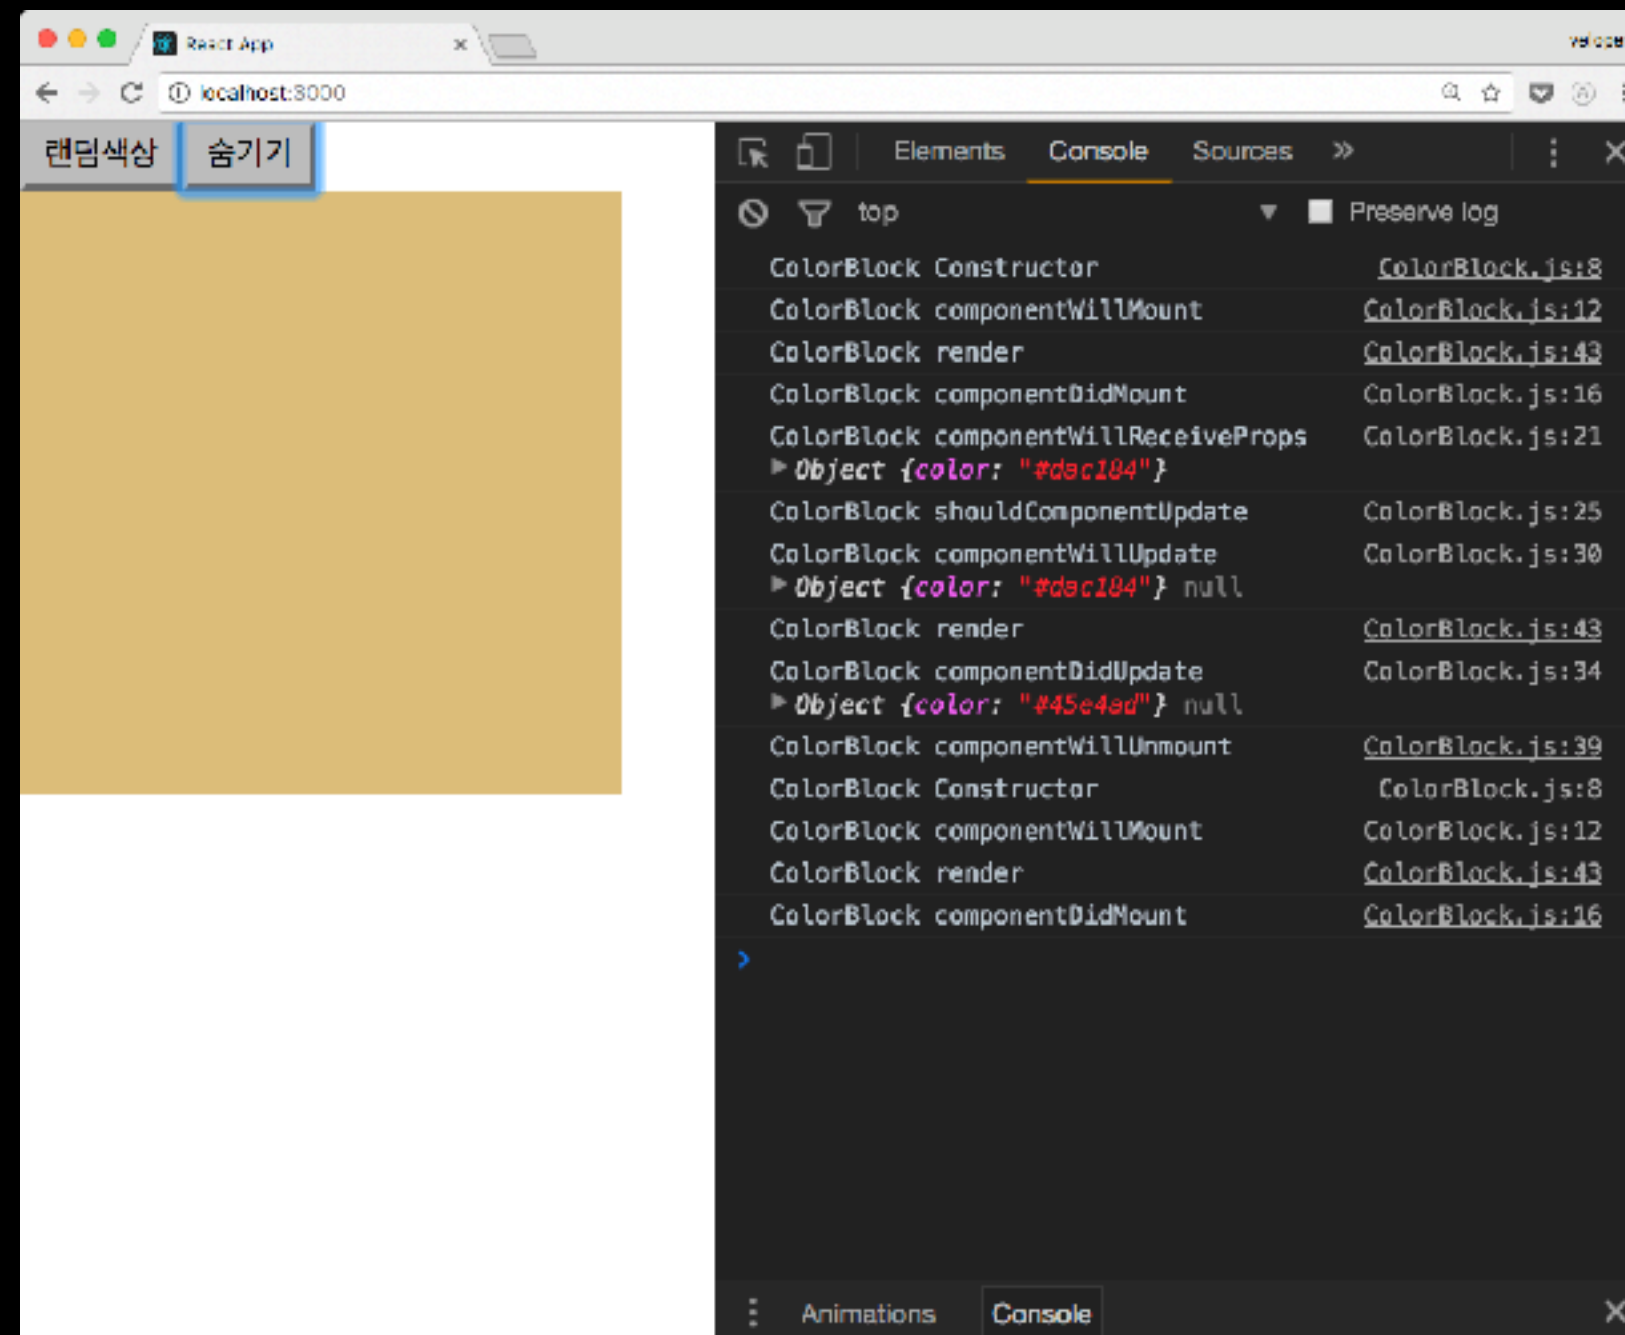 React App
velope
localhost:3000
랜덤색상 숨기기
Elements Console Sources
top Preserve log
ColorBlock Constructor ColorBlock.js:8
ColorBlock componentWillMount ColorBlock.js:12
ColorBlock render ColorBlock.js:43
ColorBlock componentDidMount ColorBlock.js:16
ColorBlock componentWillReceiveProps ColorBlock.js:21
Object {color: "#dac184"}
ColorBlock shouldComponentUpdate ColorBlock.js:25
ColorBlock componentWillUpdate ColorBlock.js:30
Object {color: "#dac184"} null
ColorBlock render ColorBlock.js:43
ColorBlock componentDidUpdate ColorBlock.js:34
Object {color: "#45e4ad"} null
ColorBlock componentWillUnmount ColorBlock.js:39
ColorBlock Constructor ColorBlock.js:8
ColorBlock componentWillMount ColorBlock.js:12
ColorBlock render ColorBlock.js:43
ColorBlock componentDidMount ColorBlock.js:16
Animations Console